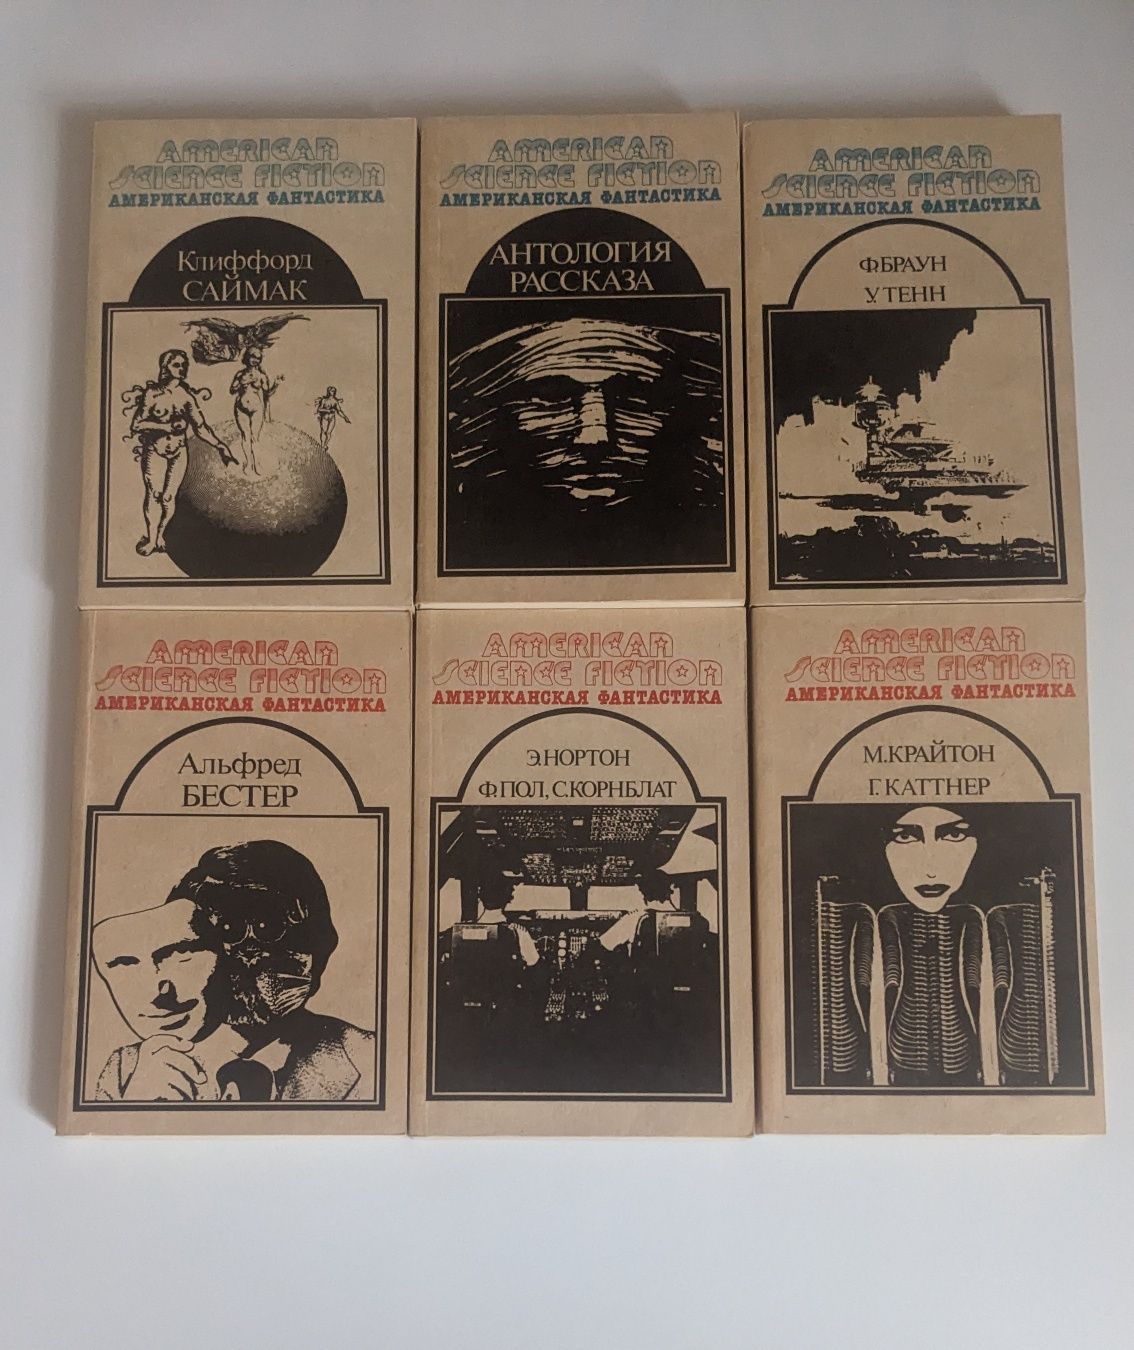 AMERICAN
SCIENCE FICTION
АМЕРИКАНСКАЯ ФАНТАСТИКА
Клиффорд
САЙМАК
AMERICAN
SCIENCE FICTION
АМЕРИКАНСКАЯ ФАНТАСТИКА
АНТОЛОГИЯ
РАССКАЗА
AMERICAN
SCIENCE FICTION
АМЕРИКАНСКАЯ ФАНТАСТИКА
Ф.БРАУН
У.ТЕНН
AMERICAN
SCIENCE FICTION
АМЕРИКАНСКАЯ ФАНТАСТИКА
Альфред
БЕСТЕР
AMERICAN
SCIENCE FICTION
АМЕРИКАНСКАЯ ФАНТАСТИКА
Э.НОРТОН
Ф.ПОЛ, С.КОРНБЛАТ
AMERICAN
SCIENCE FICTION
АМЕРИКАНСКАЯ ФАНТАСТИКА
М.КРАЙТОН
Г.КАТТНЕР